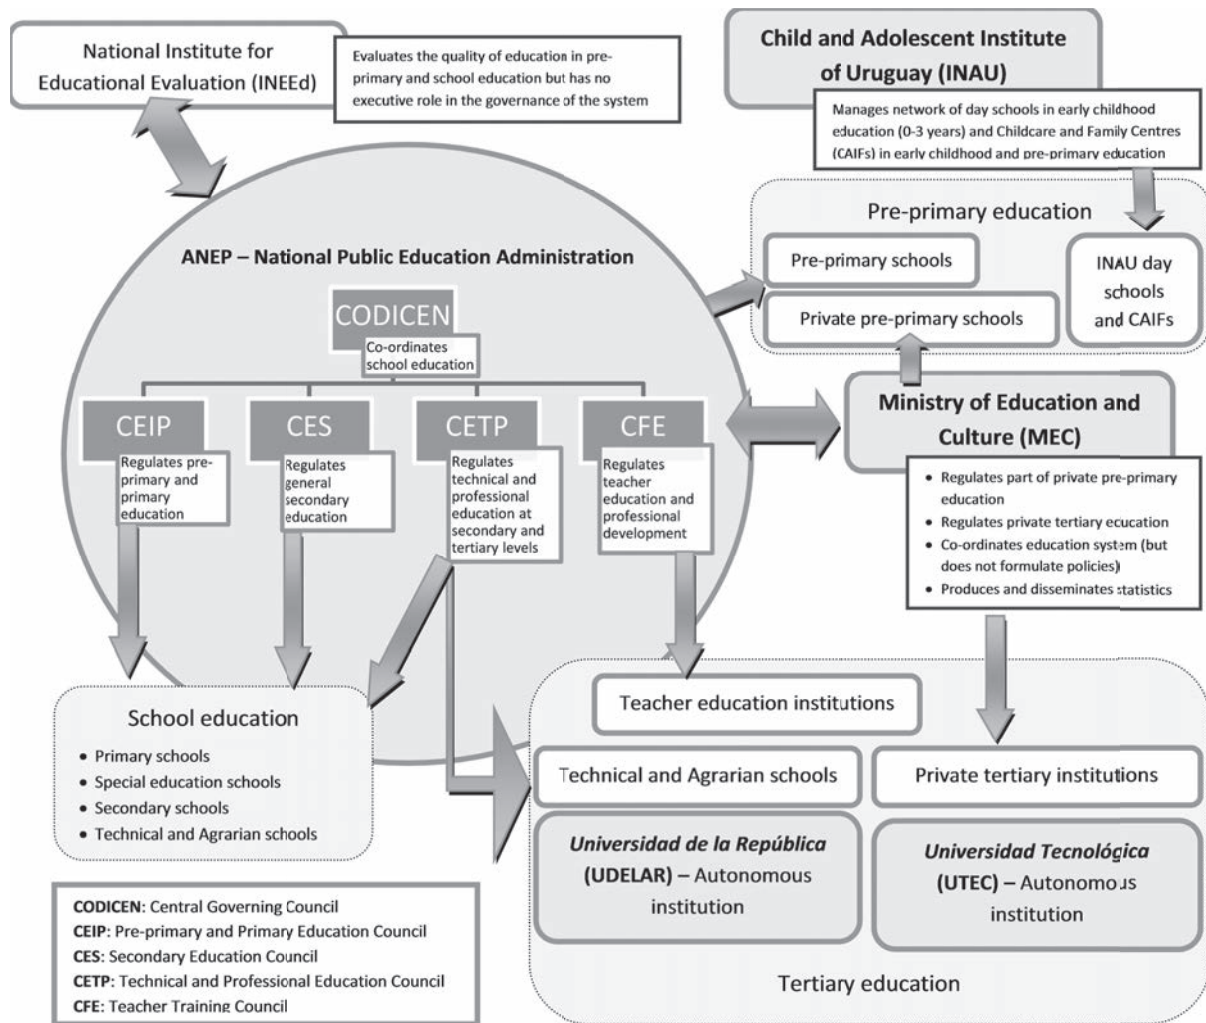 National Institute for
Educational Evaluation (INEEd)
Evaluates the quality of education in pre-
primary and school education but has no
executive role in the governance of the system
Child and Adolescent Institute
of Uruguay (INAU)
Manages network of day schools in early childhood
education (0-3 years) and Childcare and Family Centres
(CAIFs) in early childhood and pre-primary education
Pre-primary education
Pre-primary schools
Private pre-primary schools
INAU day
schools
and CAIFs
ANEP – National Public Education Administration
CODICEN
Co-ordinates
school education
CEIP
Regulates pre-
primary and
primary
education
CES
Regulates
general
secondary
education
CETP
Regulates
technical and
professional
education at
secondary and
tertiary levels
CFE
Regulates
teacher
education and
professional
development
Ministry of Education and
Culture (MEC)
• Regulates part of private pre-primary
education
• Regulates private tertiary education
• Co-ordinates education system (but
does not formulate policies)
• Produces and disseminates statistics
School education
• Primary schools
• Special education schools
• Secondary schools
• Technical and Agrarian schools
Teacher education institutions
Technical and Agrarian schools
Private tertiary institutions
Universidad de la República
(UDELAR) – Autonomous
institution
Universidad Tecnológica
(UTEC) – Autonomous
institution
Tertiary education
CODICEN: Central Governing Council
CEIP: Pre-primary and Primary Education Council
CES: Secondary Education Council
CETP: Technical and Professional Education Council
CFE: Teacher Training Council